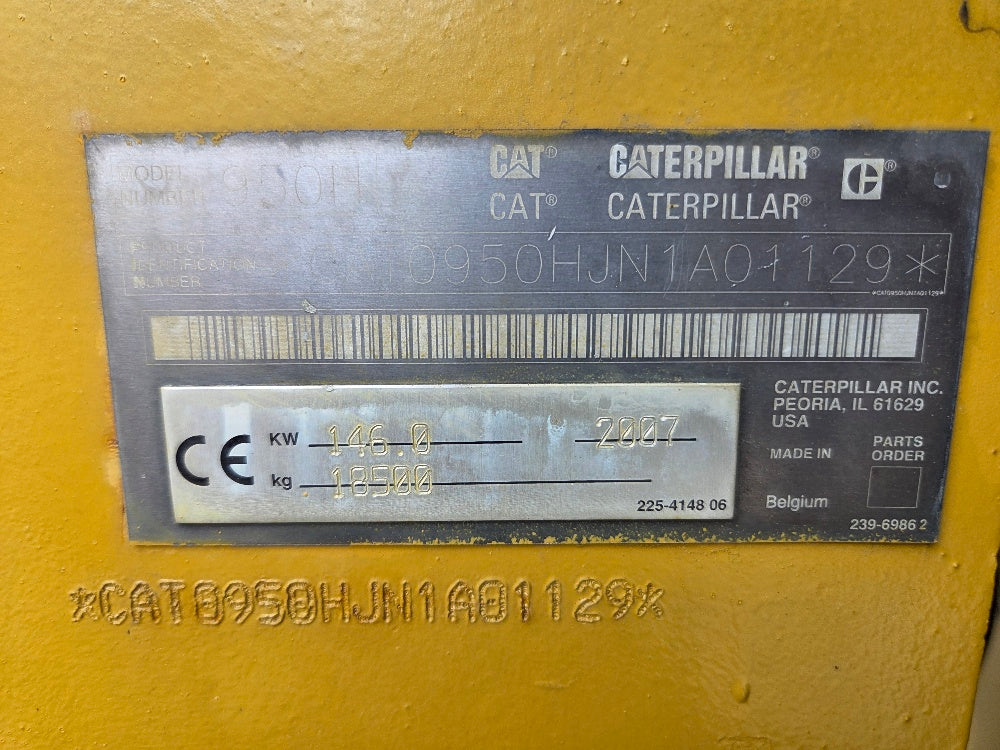 MODEL
NUMBER 950H
CAT® CATERPILLAR®
CAT® CATERPILLAR®
PRODUCT
IDENTIFICATION
NUMBER
0950HJN1A01129*
*CAT0950HJN1A01129*
CE
KW 146.0 2007
kg 18500
225-4148 06
CATERPILLAR INC.
PEORIA, IL 61629
USA
MADE IN
Belgium
PARTS
ORDER
239-6986 2
*CAT0950HJN1A01129*